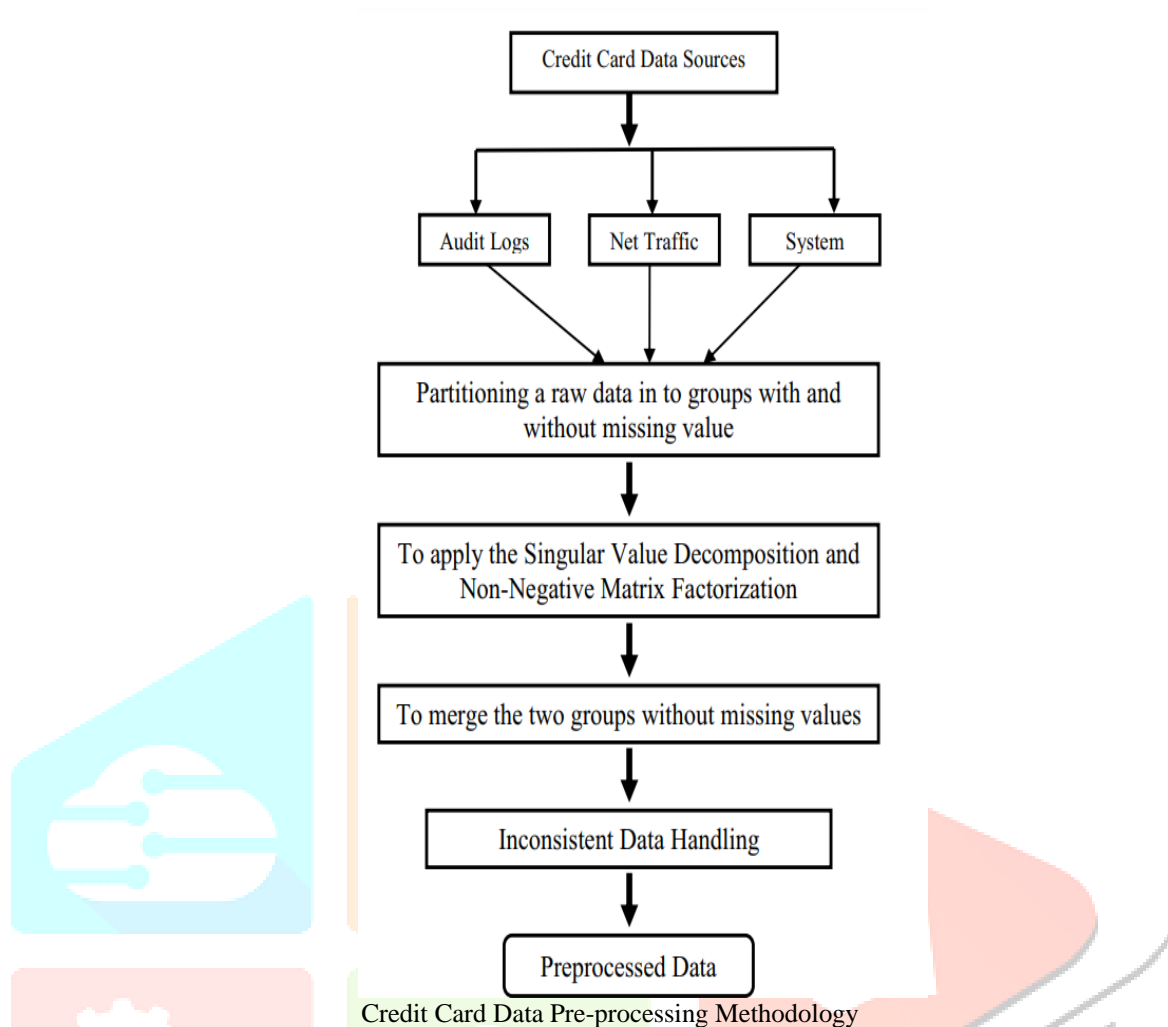 Credit Card Data Sources
Audit Logs
Net Traffic
System
Partitioning a raw data in to groups with and
without missing value
To apply the Singular Value Decomposition and
Non-Negative Matrix Factorization
To merge the two groups without missing values
Inconsistent Data Handling
Preprocessed Data
Credit Card Data Pre-processing Methodology